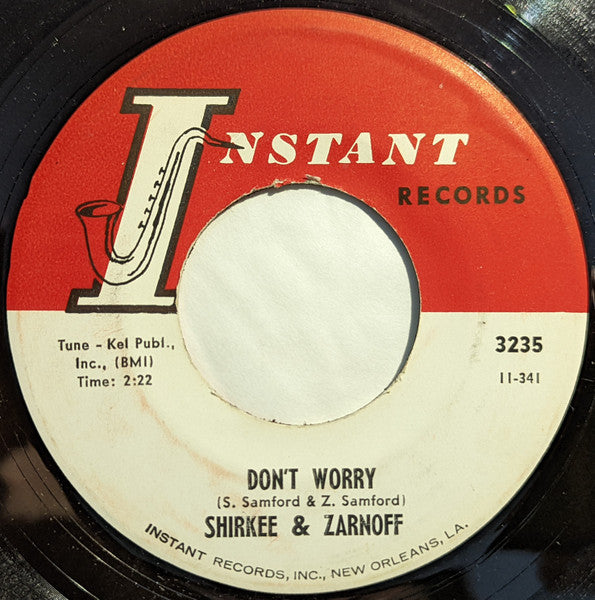 INSTANT
RECORDS
Tune - Kel Publ.,
Inc., (BMI)
Time: 2:22
3235
11-341
DON'T WORRY
(S. Samford & Z. Samford)
SHIRKEE & ZARNOFF
INSTANT RECORDS, INC., NEW ORLEANS, LA.